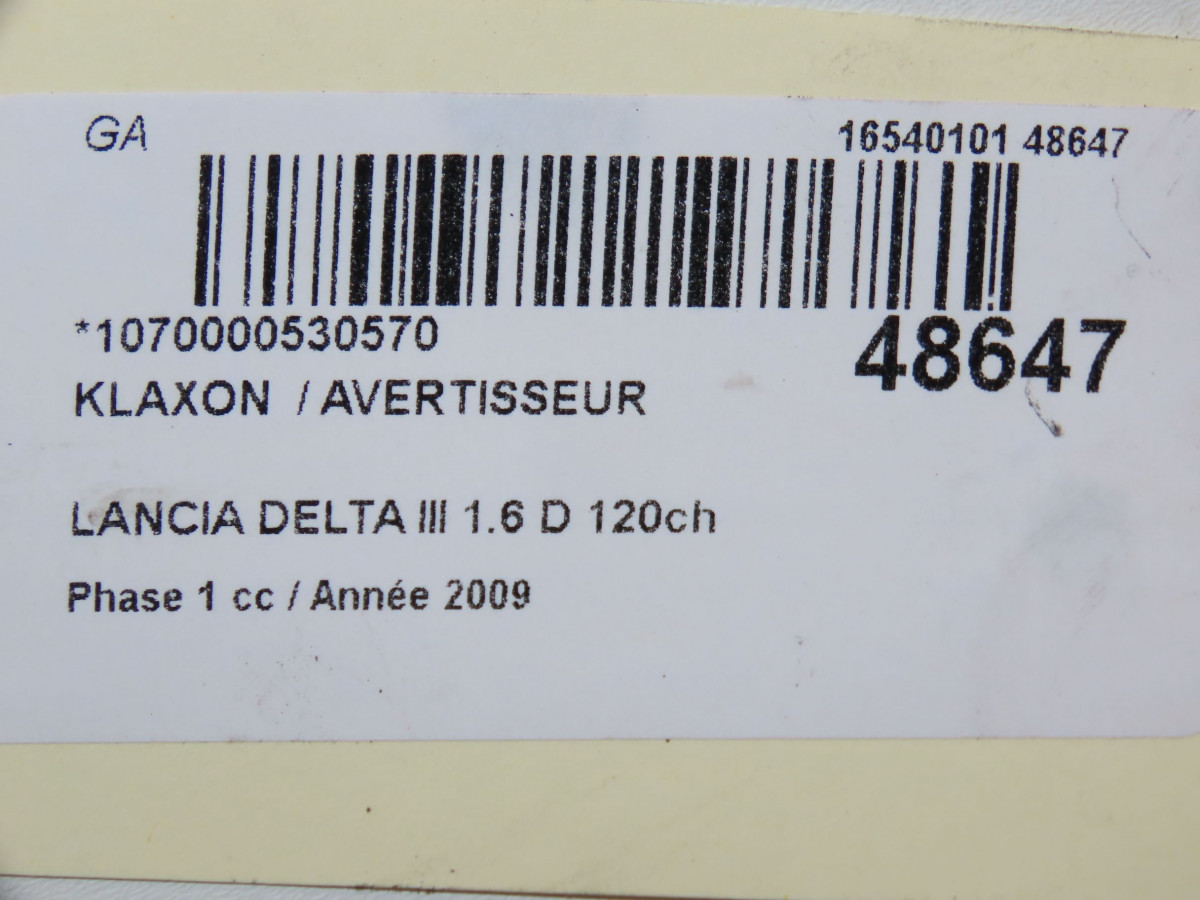 GA
16540101 48647
*1070000530570
48647
KLAXON / AVERTISSEUR
LANCIA DELTA III 1.6 D 120ch
Phase 1 cc / Année 2009